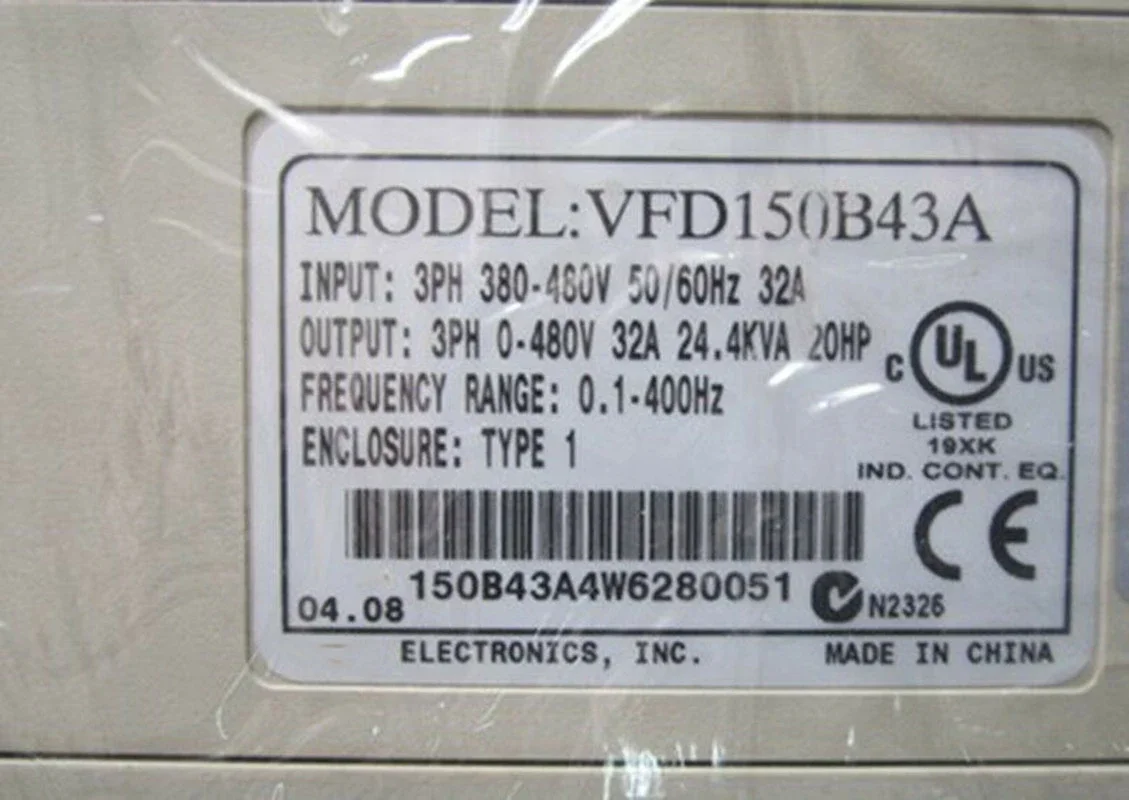 MODEL:VFD150B43A
INPUT: 3PH 380-480V 50/60Hz 32A
OUTPUT: 3PH 0-480V 32A 24.4KVA 20HP
FREQUENCY RANGE: 0.1-400Hz
ENCLOSURE: TYPE 1
C UL US
LISTED
19XK
IND. CONT. EQ.
CE
150B43A4W6280051
04.08
N2326
ELECTRONICS, INC. MADE IN CHINA